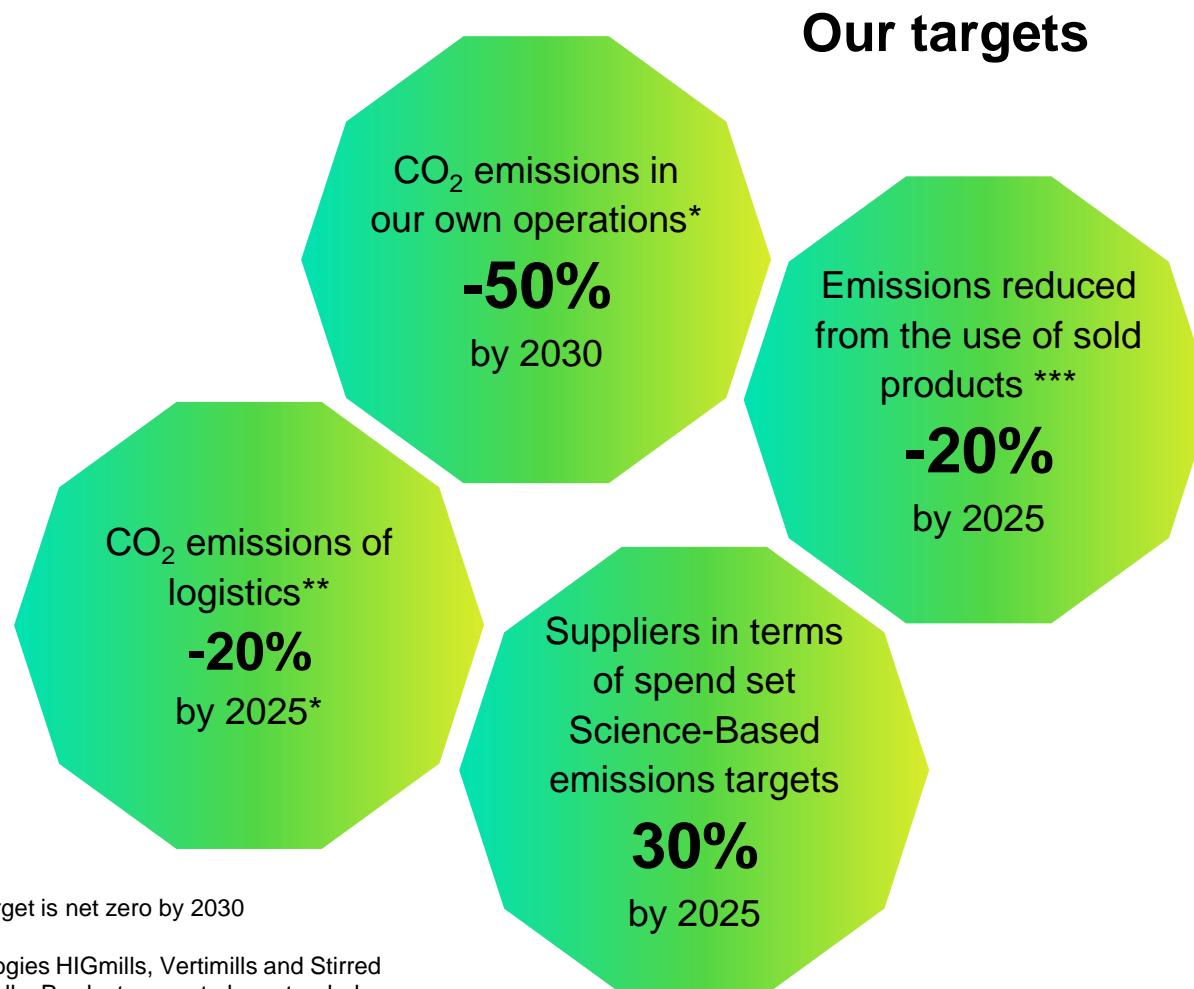 Our targets
CO₂ emissions in
our own operations*
-50%
by 2030
Emissions reduced
from the use of sold
products ***
-20%
by 2025
CO₂ emissions of
logistics**
-20%
by 2025*
Suppliers in terms
of spend set
Science-Based
emissions targets
30%
by 2025
is net zero by 2030
HIGmills, Vertimills and Stirred